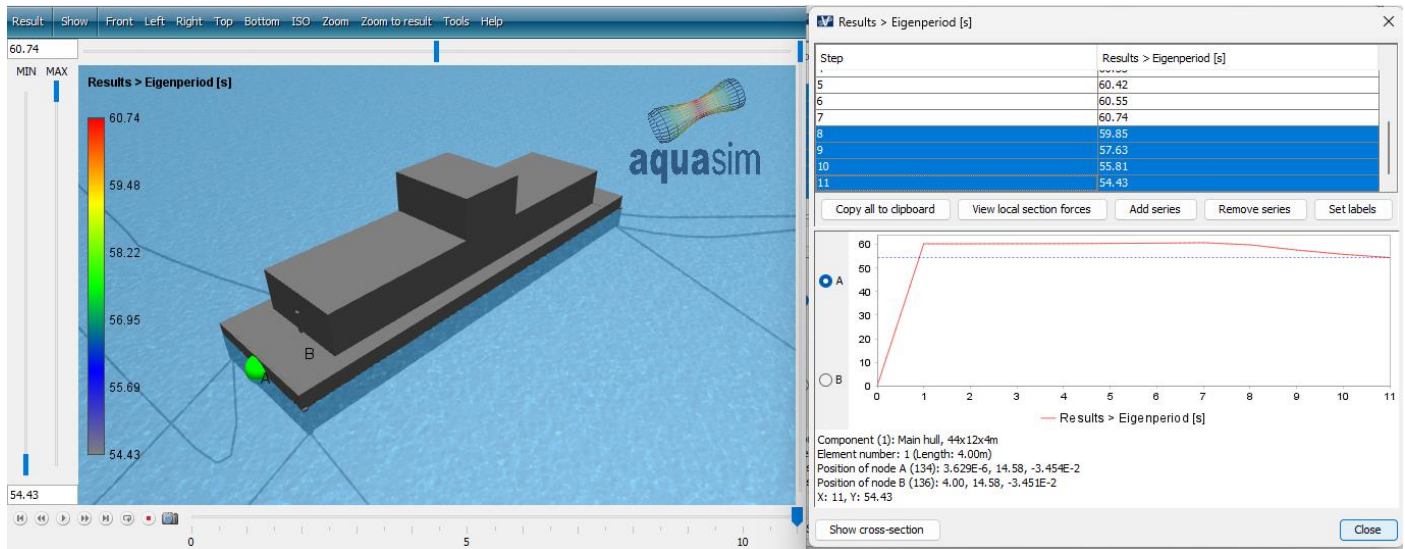 Result Show Front Left Right Top Bottom ISO Zoom Zoom to result Tools Help
60.74
MIN MAX
Results > Eigenperiod [s]
60.74
59.48
58.22
56.95
55.69
54.43
aquasim
B
A
54.43
0 5 10
Results > Eigenperiod [s]
Step Results > Eigenperiod [s]
5 60.42
6 60.55
7 60.74
8 59.85
9 57.63
10 55.81
11 54.43
Copy all to clipboard View local section forces Add series Remove series Set labels
A
B
60
50
40
30
20
10
0
0 1 2 3 4 5 6 7 8 9 10 11
Results > Eigenperiod [s]
Component (1): Main hull, 44x12x4m
Element number: 1 (Length: 4.00m)
Position of node A (134): 3.629E-6, 14.58, -3.454E-2
Position of node B (136): 4.00, 14.58, -3.451E-2
X: 11, Y: 54.43
Show cross-section Close